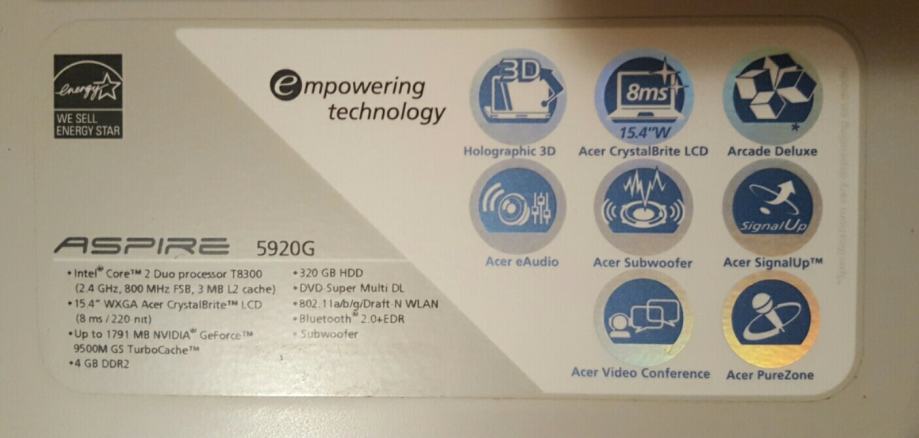 energy
WE SELL
ENERGY STAR
empowering
technology
3D
Holographic 3D
8ms
15.4"W
Acer CrystalBrite LCD
*
Arcade Deluxe
Acer eAudio
Acer Subwoofer
SignalUp
Acer SignalUp™
Acer Video Conference
Acer PureZone
ASPIRE 5920G
•Intel® Core™ 2 Duo processor T8300
(2.4 GHz, 800 MHz FSB, 3 MB L2 cache)
•15.4" WXGA Acer CrystalBrite™ LCD
(8 ms / 220 nit)
•Up to 1791 MB NVIDIA® GeForce™
9500M GS TurboCache™
•4 GB DDR2
•320 GB HDD
•DVD-Super Multi DL
•802.11a/b/g/Draft-N WLAN
•Bluetooth® 2.0+EDR
•Subwoofer